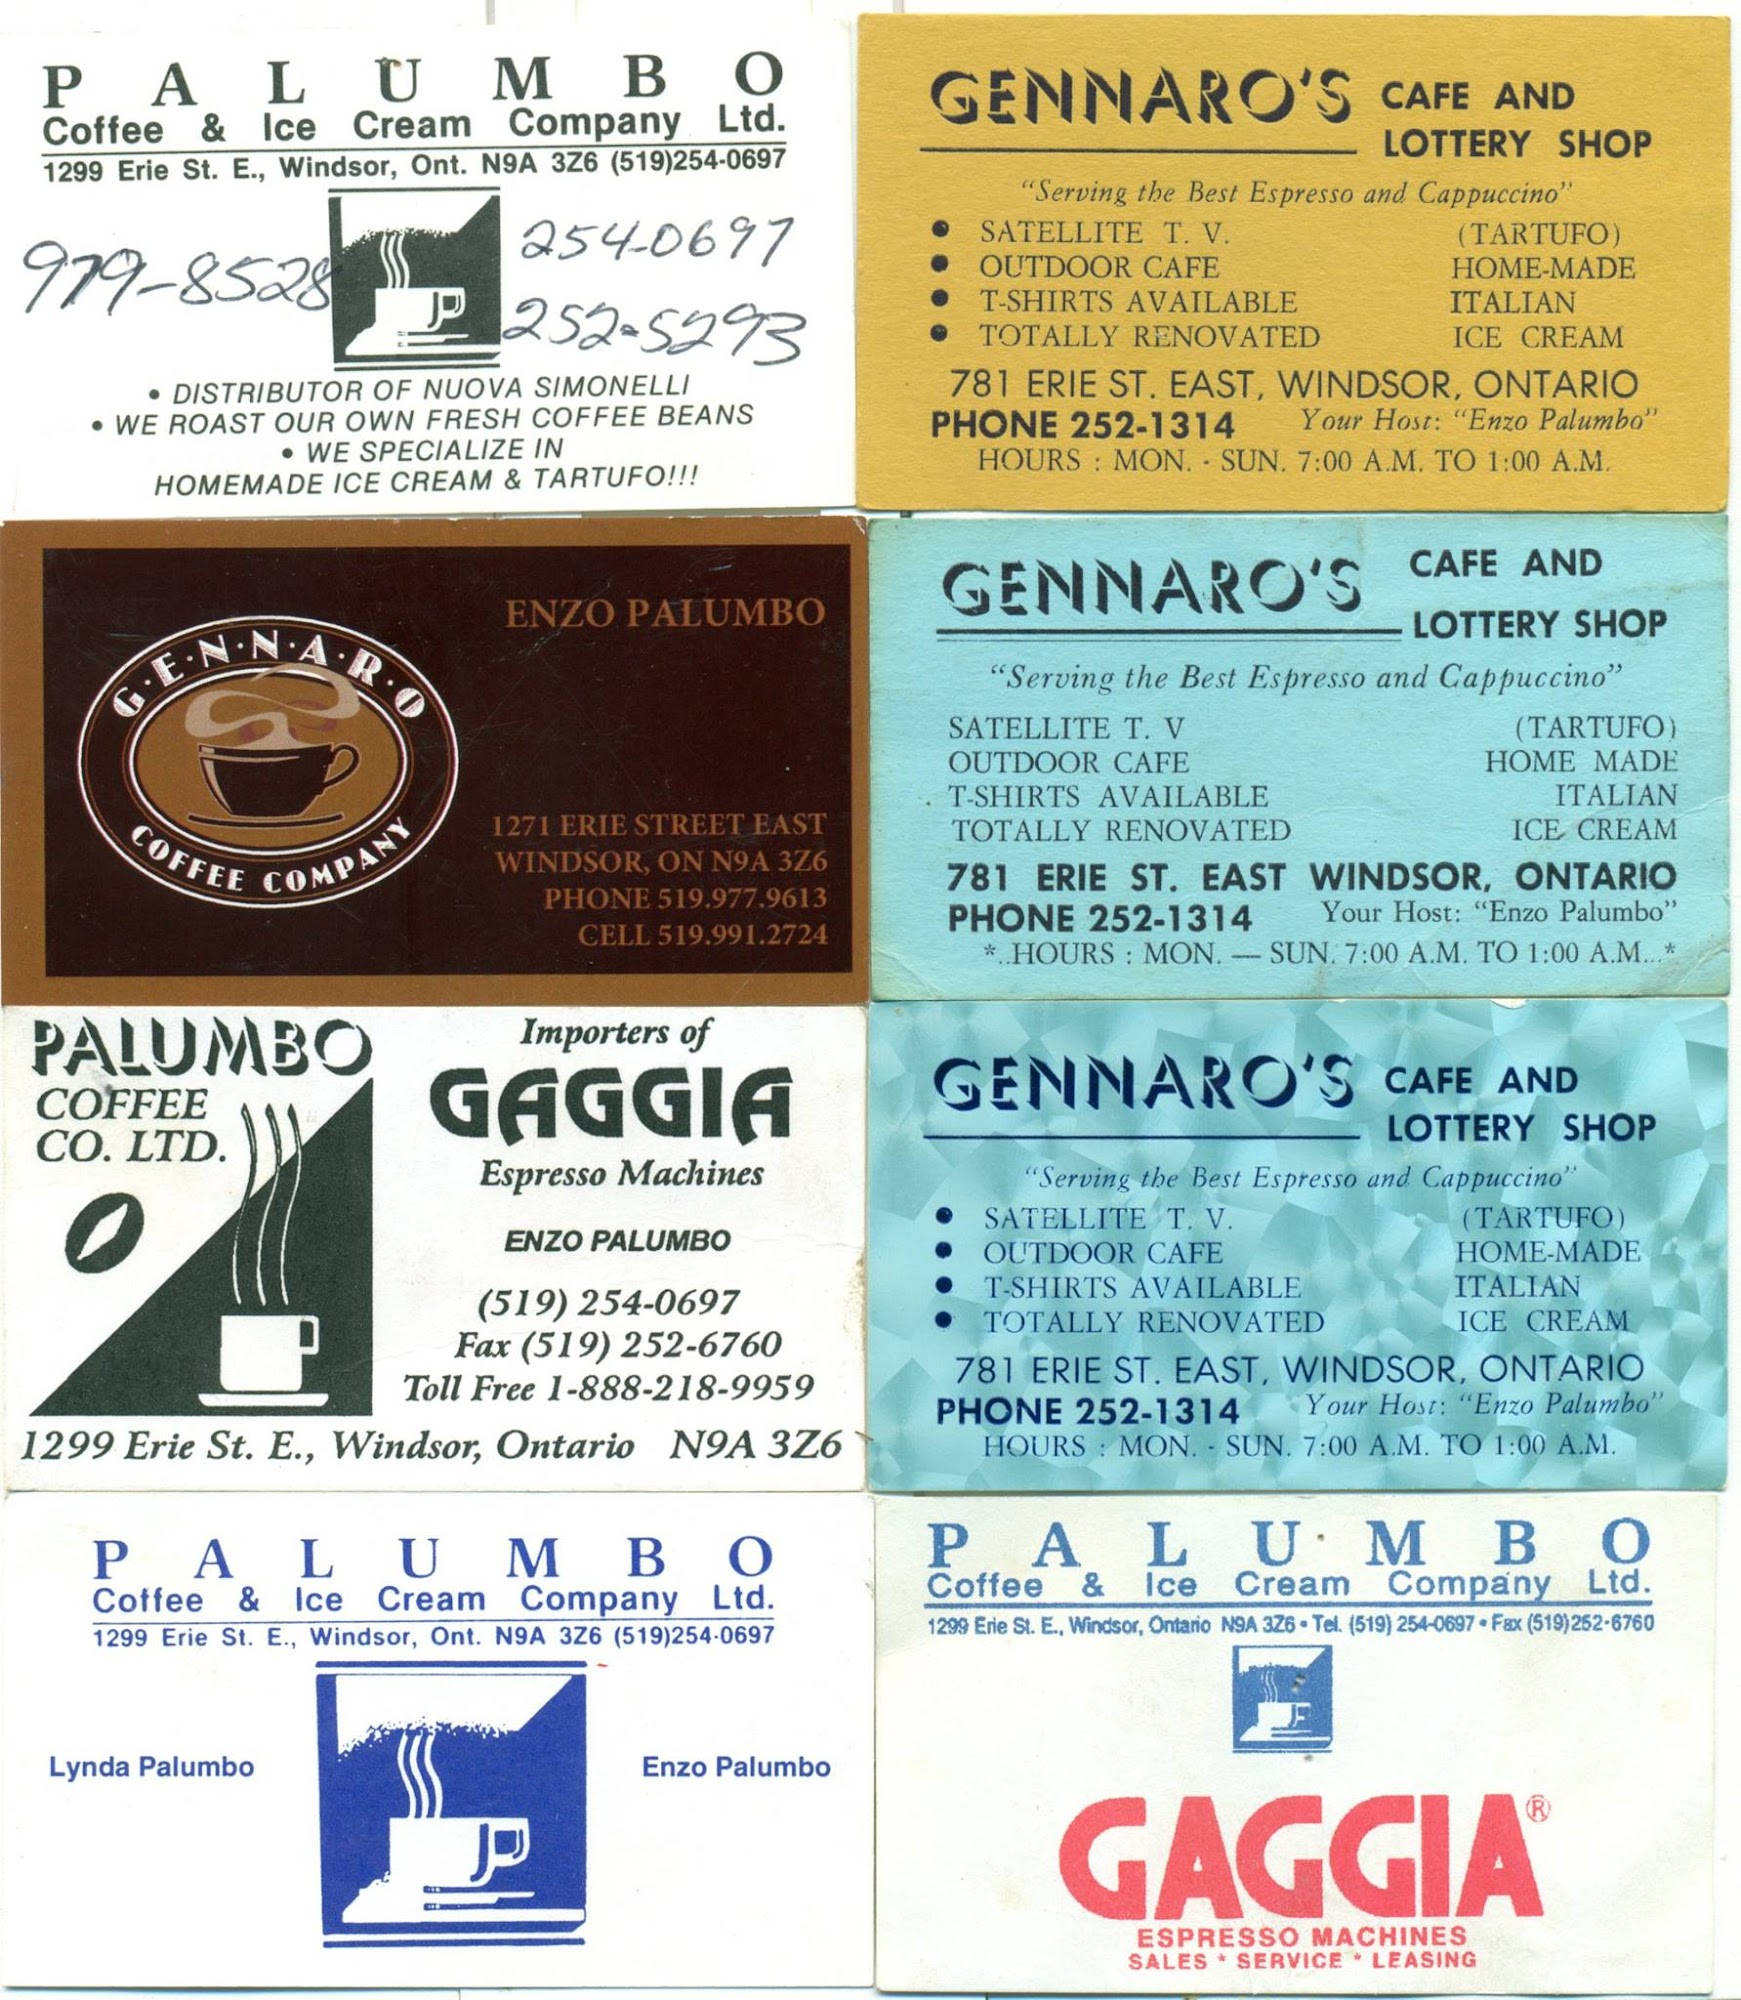 PALUMBO
Coffee & Ice Cream Company Ltd.
1299 Erie St. E., Windsor, Ont. N9A 3Z6 (519)254-0697
979-8528
254-0697
252-5293
• DISTRIBUTOR OF NUOVA SIMONELLI
• WE ROAST OUR OWN FRESH COFFEE BEANS
• WE SPECIALIZE IN
HOMEMADE ICE CREAM & TARTUFO!!!
GENNARO'S CAFE AND
LOTTERY SHOP
"Serving the Best Espresso and Cappuccino"
• SATELLITE T. V. (TARTUFO)
• OUTDOOR CAFE HOME-MADE
• T-SHIRTS AVAILABLE ITALIAN
• TOTALLY RENOVATED ICE CREAM
781 ERIE ST. EAST, WINDSOR, ONTARIO
PHONE 252-1314 Your Host: "Enzo Palumbo"
HOURS : MON. - SUN. 7:00 A.M. TO 1:00 A.M.
G·E·N·N·A·R·O
COFFEE COMPANY
ENZO PALUMBO
1271 ERIE STREET EAST
WINDSOR, ON N9A 3Z6
PHONE 519.977.9613
CELL 519.991.2724
GENNARO'S CAFE AND
LOTTERY SHOP
"Serving the Best Espresso and Cappuccino"
SATELLITE T. V (TARTUFO)
OUTDOOR CAFE HOME MADE
T-SHIRTS AVAILABLE ITALIAN
TOTALLY RENOVATED ICE CREAM
781 ERIE ST. EAST WINDSOR, ONTARIO
PHONE 252-1314 Your Host: "Enzo Palumbo"
*..HOURS : MON. — SUN. 7:00 A.M. TO 1:00 A.M...*
PALUMBO
COFFEE
CO. LTD.
Importers of
GAGGIA
Espresso Machines
ENZO PALUMBO
(519) 254-0697
Fax (519) 252-6760
Toll Free 1-888-218-9959
1299 Erie St. E., Windsor, Ontario N9A 3Z6
GENNARO'S CAFE AND
LOTTERY SHOP
"Serving the Best Espresso and Cappuccino"
• SATELLITE T. V. (TARTUFO)
• OUTDOOR CAFE HOME-MADE
• T-SHIRTS AVAILABLE ITALIAN
• TOTALLY RENOVATED ICE CREAM
781 ERIE ST. EAST, WINDSOR, ONTARIO
PHONE 252-1314 Your Host: "Enzo Palumbo"
HOURS : MON. - SUN. 7:00 A.M. TO 1:00 A.M.
PALUMBO
Coffee & Ice Cream Company Ltd.
1299 Erie St. E., Windsor, Ont. N9A 3Z6 (519)254-0697
Lynda Palumbo
Enzo Palumbo
PALUMBO
Coffee & Ice Cream Company Ltd.
1299 Erie St. E., Windsor, Ontario N9A 3Z6 • Tel. (519) 254-0697 • Fax (519)252-6760
GAGGIA®
ESPRESSO MACHINES
SALES * SERVICE * LEASING